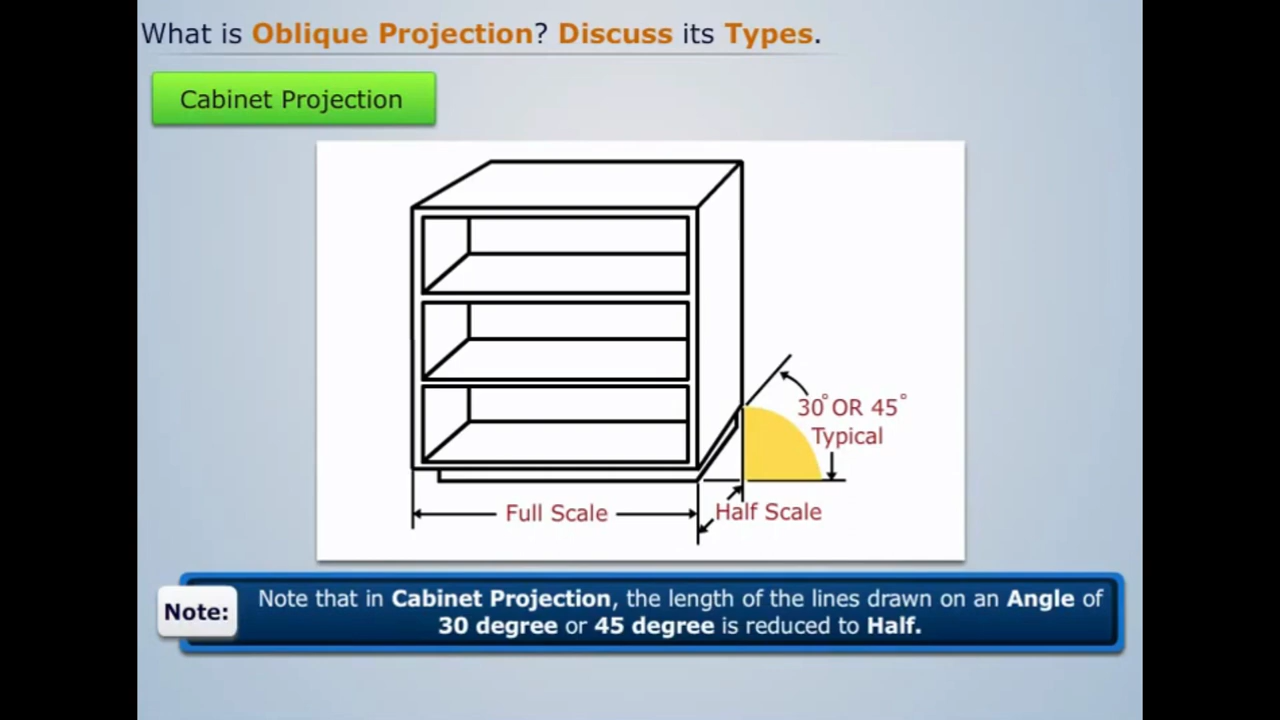 What is Oblique Projection? Discuss its Types.
Cabinet Projection
30° OR 45°
Typical
Full Scale
Half Scale
Note:
Note that in Cabinet Projection, the length of the lines drawn on an Angle of
30 degree or 45 degree is reduced to Half.